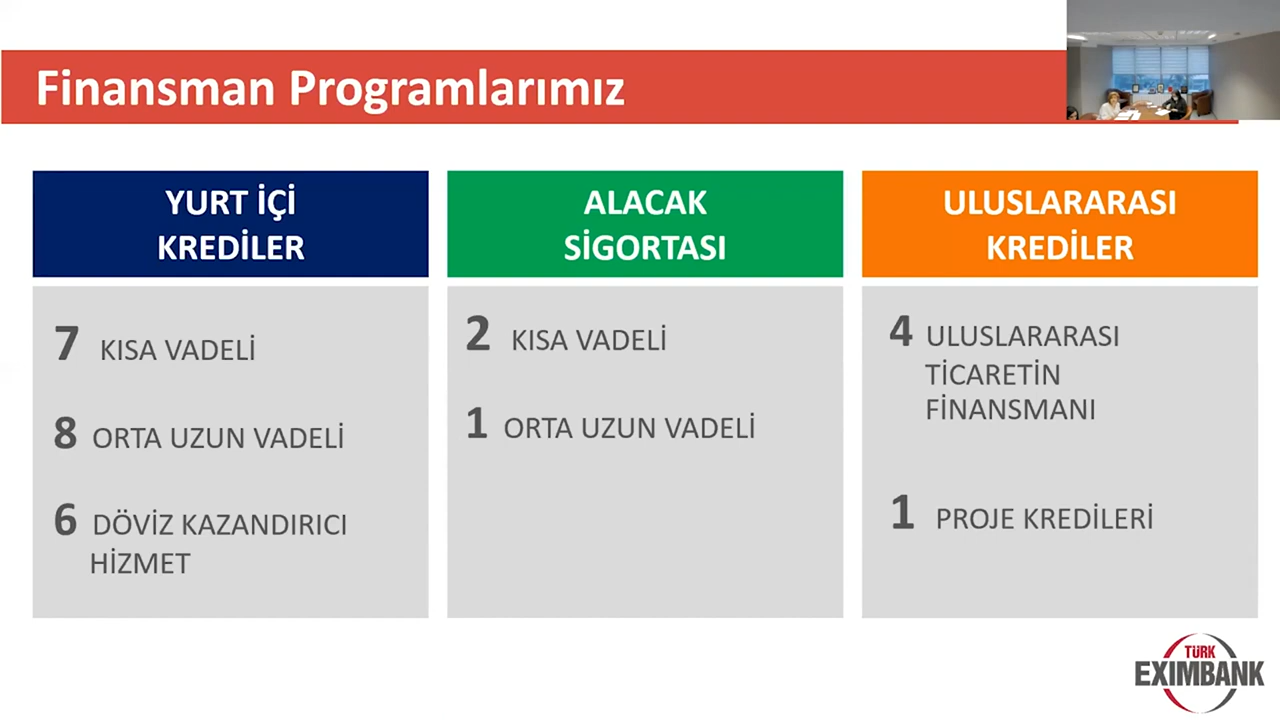 Finansman Programlarımız
YURT İÇİ
KREDİLER
7 KISA VADELİ
8 ORTA UZUN VADELİ
6 DÖVİZ KAZANDIRICI
HİZMET
ALACAK
SİGORTASI
2 KISA VADELİ
1 ORTA UZUN VADELİ
ULUSLARARASI
KREDİLER
4 ULUSLARARASI
TİCARETİN
FİNANSMANI
1 PROJE KREDİLERİ
TÜRK
EXIMBANK